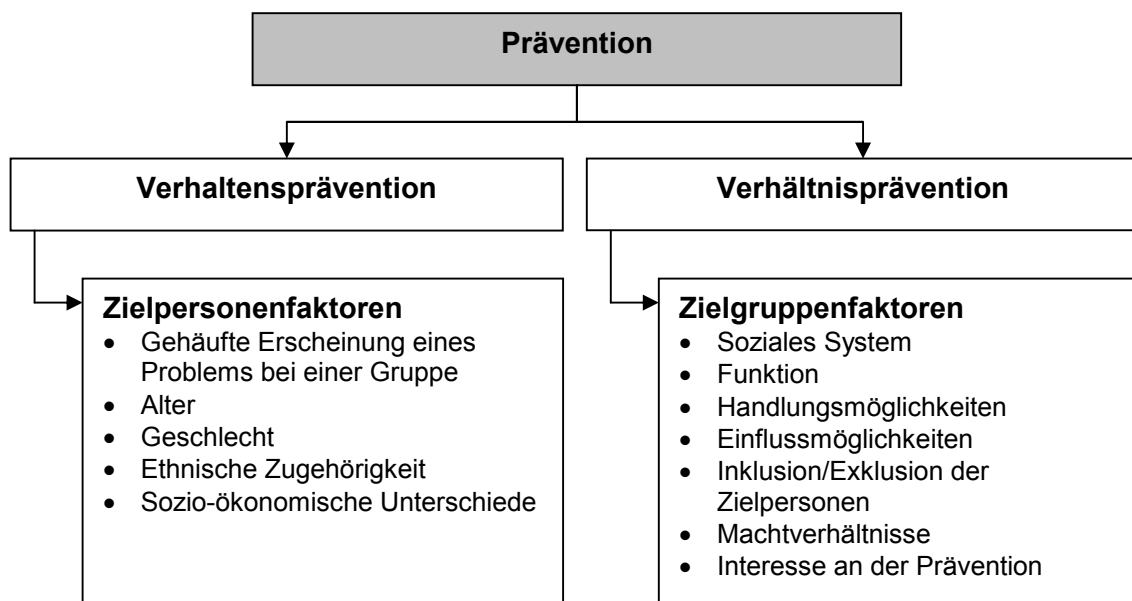 Prävention
Verhaltensprävention
Verhältnisprävention
Zielpersonenfaktoren
• Gehäufte Erscheinung eines
Problems bei einer Gruppe
• Alter
• Geschlecht
• Ethnische Zugehörigkeit
• Sozio-ökonomische Unterschiede
Zielgruppenfaktoren
• Soziales System
• Funktion
• Handlungsmöglichkeiten
• Einflussmöglichkeiten
• Inklusion/Exklusion der
Zielpersonen
• Machtverhältnisse
• Interesse an der Prävention